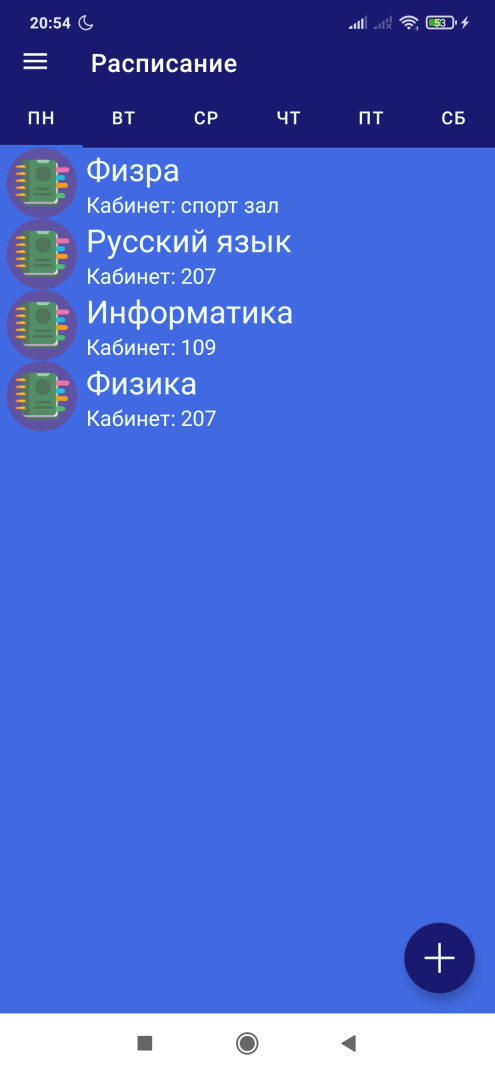 20:54
53
Расписание
ПН ВТ СР ЧТ ПТ СБ
Физра
Кабинет: спорт зал
Русский язык
Кабинет: 207
Информатика
Кабинет: 109
Физика
Кабинет: 207